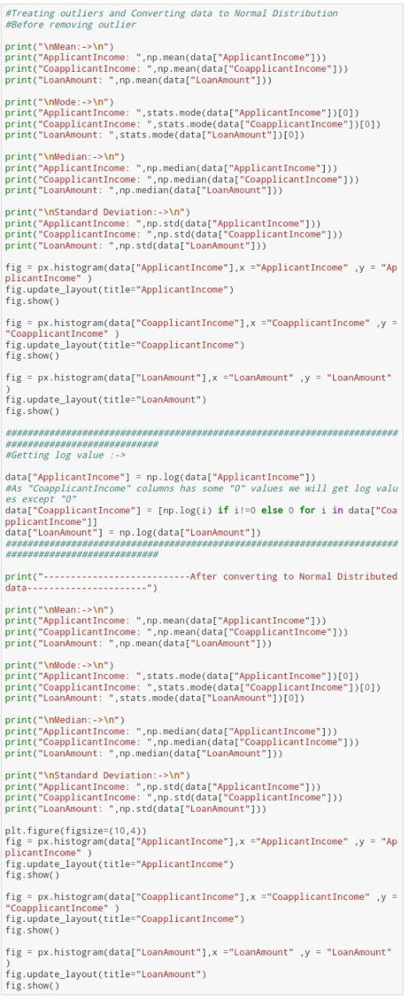 #Treating outliers and Converting data to Normal Distribution
#Before removing outlier
print("\nMean:->\n")
print("ApplicantIncome: ",np.mean(data["ApplicantIncome"]))
print("CoapplicantIncome: ",np.mean(data["CoapplicantIncome"]))
print("LoanAmount: ",np.mean(data["LoanAmount"]))
print("\nMode:->\n")
print("ApplicantIncome: ",stats.mode(data["ApplicantIncome"])[0])
print("CoapplicantIncome: ",stats.mode(data["CoapplicantIncome"])[0])
print("LoanAmount: ",stats.mode(data["LoanAmount"])[0])
print("\nMedian:->\n")
print("ApplicantIncome: ",np.median(data["ApplicantIncome"]))
print("CoapplicantIncome: ",np.median(data["CoapplicantIncome"]))
print("LoanAmount: ",np.median(data["LoanAmount"]))
print("\nStandard Deviation:->\n")
print("ApplicantIncome: ",np.std(data["ApplicantIncome"]))
print("CoapplicantIncome: ",np.std(data["CoapplicantIncome"]))
print("LoanAmount: ",np.std(data["LoanAmount"]))
fig = px.histogram(data["ApplicantIncome"],x ="ApplicantIncome" ,y = "Ap
plicantIncome" )
fig.update_layout(title="ApplicantIncome")
fig.show()
fig = px.histogram(data["CoapplicantIncome"],x ="CoapplicantIncome" ,y =
"CoapplicantIncome" )
fig.update_layout(title="CoapplicantIncome")
fig.show()
fig = px.histogram(data["LoanAmount"],x ="LoanAmount" ,y = "LoanAmount"
)
fig.update_layout(title="LoanAmount")
fig.show()
########################################################################
############################
#Getting log value :->
data["ApplicantIncome"] = np.log(data["ApplicantIncome"])
#As "CoapplicantIncome" columns has some "0" values we will get log valu
es except "0"
data["CoapplicantIncome"] = [np.log(i) if i!=0 else 0 for i in data["Coa
pplicantIncome"]]
data["LoanAmount"] = np.log(data["LoanAmount"])
########################################################################
############################
print("---------------------------After converting to Normal Distributed
data----------------------")
print("\nMean:->\n")
print("ApplicantIncome: ",np.mean(data["ApplicantIncome"]))
print("CoapplicantIncome: ",np.mean(data["CoapplicantIncome"]))
print("LoanAmount: ",np.mean(data["LoanAmount"]))
print("\nMode:->\n")
print("ApplicantIncome: ",stats.mode(data["ApplicantIncome"])[0])
print("CoapplicantIncome: ",stats.mode(data["CoapplicantIncome"])[0])
print("LoanAmount: ",stats.mode(data["LoanAmount"])[0])
print("\nMedian:->\n")
print("ApplicantIncome: ",np.median(data["ApplicantIncome"]))
print("CoapplicantIncome: ",np.median(data["CoapplicantIncome"]))
print("LoanAmount: ",np.median(data["LoanAmount"]))
print("\nStandard Deviation:->\n")
print("ApplicantIncome: ",np.std(data["ApplicantIncome"]))
print("CoapplicantIncome: ",np.std(data["CoapplicantIncome"]))
print("LoanAmount: ",np.std(data["LoanAmount"]))
plt.figure(figsize=(10,4))
fig = px.histogram(data["ApplicantIncome"],x ="ApplicantIncome" ,y = "Ap
plicantIncome" )
fig.update_layout(title="ApplicantIncome")
fig.show()
fig = px.histogram(data["CoapplicantIncome"],x ="CoapplicantIncome" ,y =
"CoapplicantIncome" )
fig.update_layout(title="CoapplicantIncome")
fig.show()
fig = px.histogram(data["LoanAmount"],x ="LoanAmount" ,y = "LoanAmount"
)
fig.update_layout(title="LoanAmount")
fig.show()